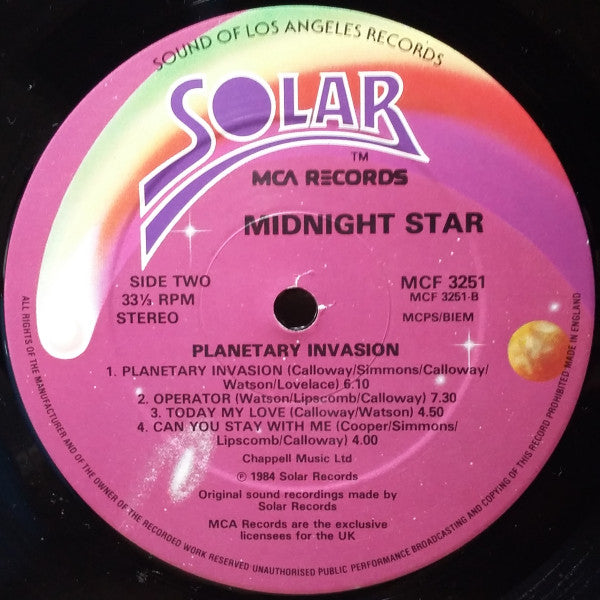 SOUND OF LOS ANGELES RECORDS
SOLAR
TM
MCA RECORDS
MIDNIGHT STAR
SIDE TWO
33⅓ RPM
STEREO
MCF 3251
MCF 3251-B
MCPS/BIEM
PLANETARY INVASION
1. PLANETARY INVASION (Calloway/Simmons/Calloway/
Watson/Lovelace) 6.10
2. OPERATOR (Watson/Lipscomb/Calloway) 7.30
3. TODAY MY LOVE (Calloway/Watson) 4.50
4. CAN YOU STAY WITH ME (Cooper/Simmons/
Lipscomb/Calloway) 4.00
Chappell Music Ltd
℗ 1984 Solar Records
Original sound recordings made by
Solar Records
MCA Records are the exclusive
licensees for the UK
ALL RIGHTS OF THE MANUFACTURER AND OF THE OWNER OF THE RECORDED WORK RESERVED UNAUTHORISED PUBLIC PERFORMANCE BROADCASTING AND COPYING OF THIS RECORD PROHIBITED MADE IN ENGLAND